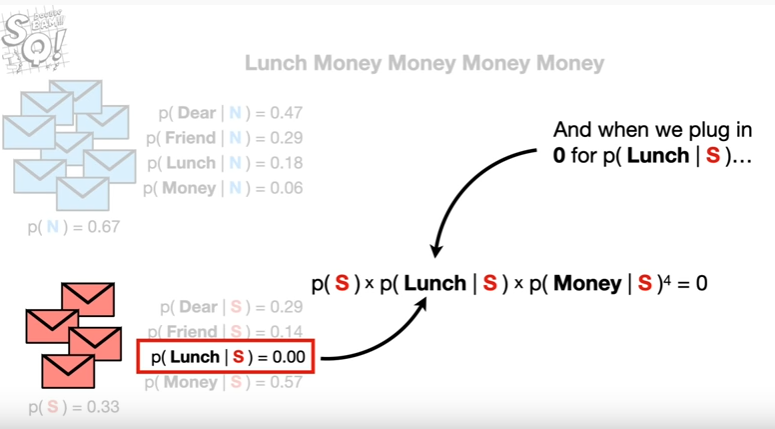 SQ!
Lunch Money Money Money Money
p( Dear | N ) = 0.47
p( Friend | N ) = 0.29
p( Lunch | N ) = 0.18
p( Money | N ) = 0.06
p( N ) = 0.67
And when we plug in
0 for p( Lunch | S )...
p( S ) x p( Lunch | S ) x p( Money | S )⁴ = 0
p( Dear | S ) = 0.29
p( Friend | S ) = 0.14
p( Lunch | S ) = 0.00
p( Money | S ) = 0.57
p( S ) = 0.33